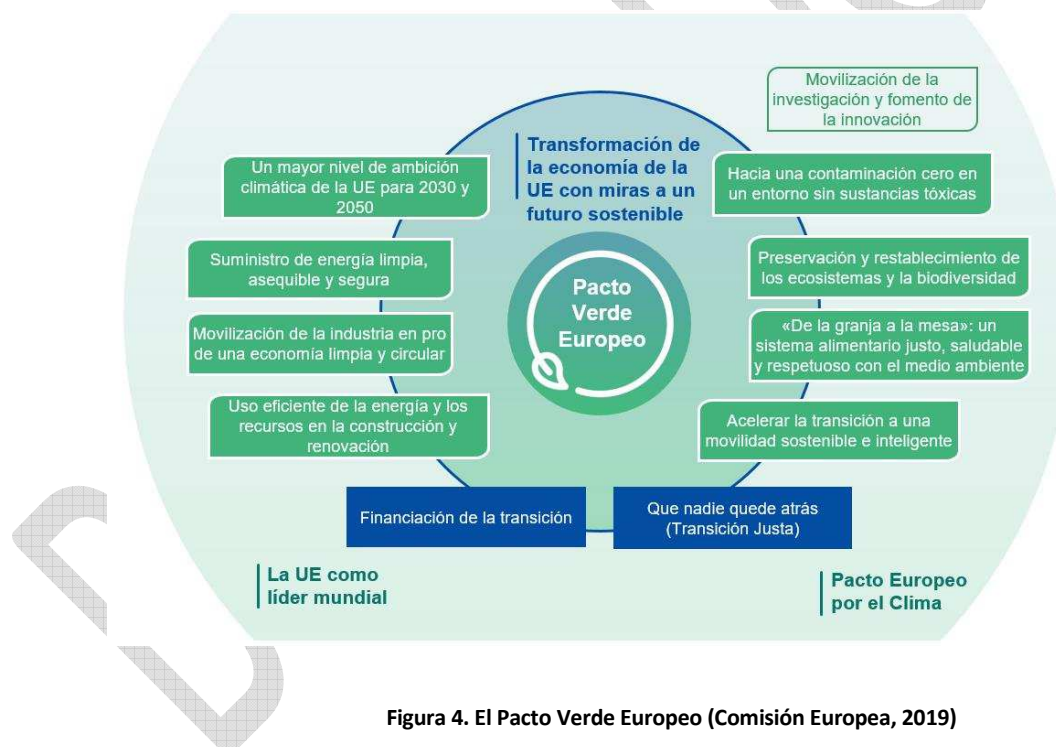 Movilización de la
investigación y fomento de
la innovación
Transformación de
la economía de la
UE con miras a un
futuro sostenible
Un mayor nivel de ambición
climática de la UE para 2030 y
2050
Hacia una contaminación cero en
un entorno sin sustancias tóxicas
Suministro de energía limpia,
asequible y segura
Preservación y restablecimiento de
los ecosistemas y la biodiversidad
Pacto
Verde
Europeo
Movilización de la industria en pro
de una economía limpia y circular
«De la granja a la mesa»: un
sistema alimentario justo, saludable
y respetuoso con el medio ambiente
Uso eficiente de la energía y los
recursos en la construcción y
renovación
Acelerar la transición a una
movilidad sostenible e inteligente
Financiación de la transición
Que nadie quede atrás
(Transición Justa)
La UE como
líder mundial
Pacto Europeo
por el Clima
Figura 4. El Pacto Verde Europeo (Comisión Europea, 2019)